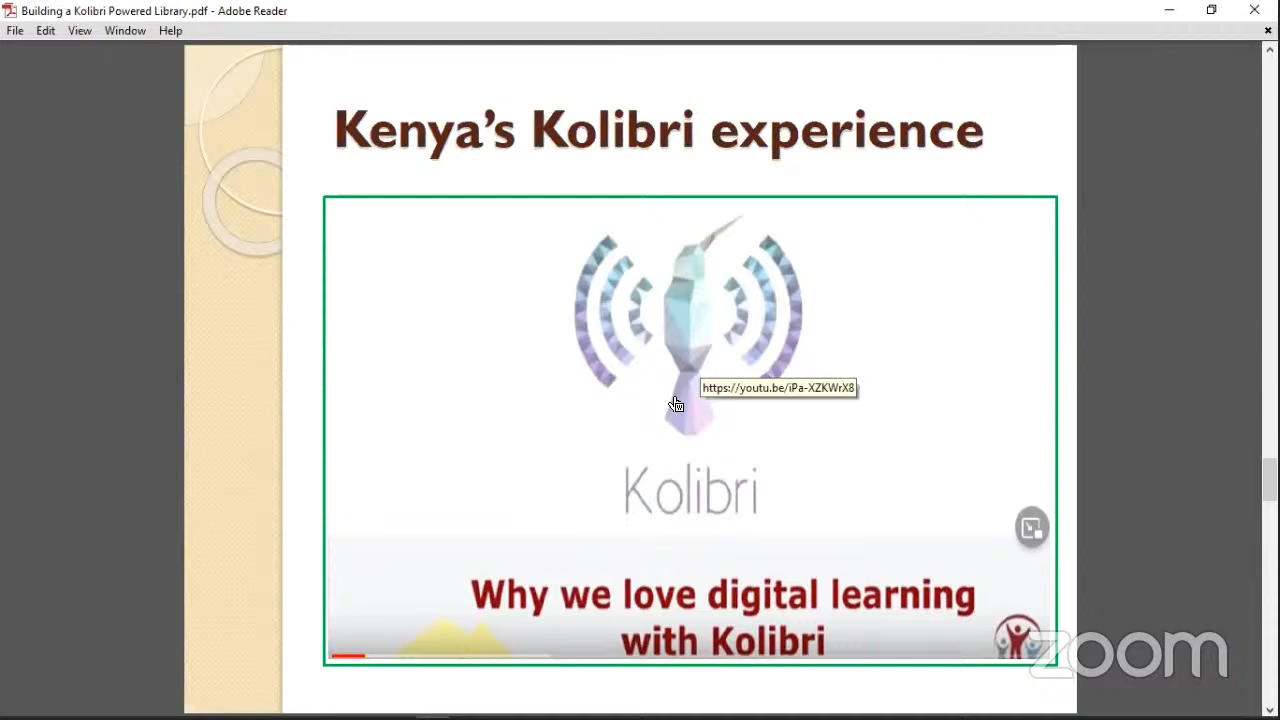 Building a Kolibri Powered Library.pdf - Adobe Reader
File Edit View Window Help
Kenya's Kolibri experience
https://youtu.be/iPa-XZKWrX8
Kolibri
Why we love digital learning
with Kolibri
zoom